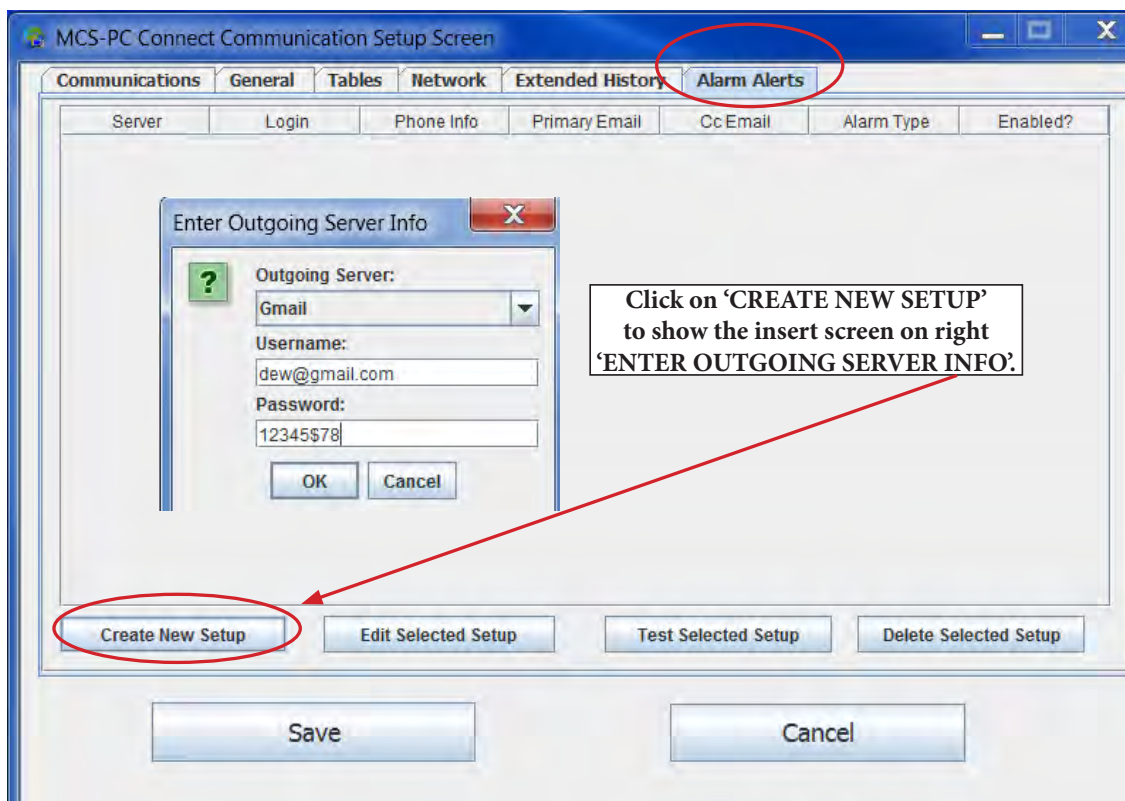 MCS-PC Connect Communication Setup Screen
Communications General Tables Network Extended History Alarm Alerts
Server Login Phone Info Primary Email Cc Email Alarm Type Enabled?
Enter Outgoing Server Info
Outgoing Server:
Gmail
Username:
dew@gmail.com
Password:
12345$78
OK Cancel
Click on ‘CREATE NEW SETUP’
to show the insert screen on right
‘ENTER OUTGOING SERVER INFO’.
Create New Setup Edit Selected Setup Test Selected Setup Delete Selected Setup
Save Cancel